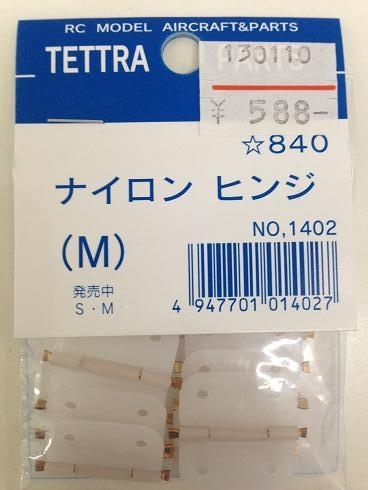 RC MODEL AIRCRAFT&PARTS
TETTRA PARTS
130110
¥ 588-
☆840
ナイロン ヒンジ
(M)
NO,1402
発売中
S・M
4 947701 014027